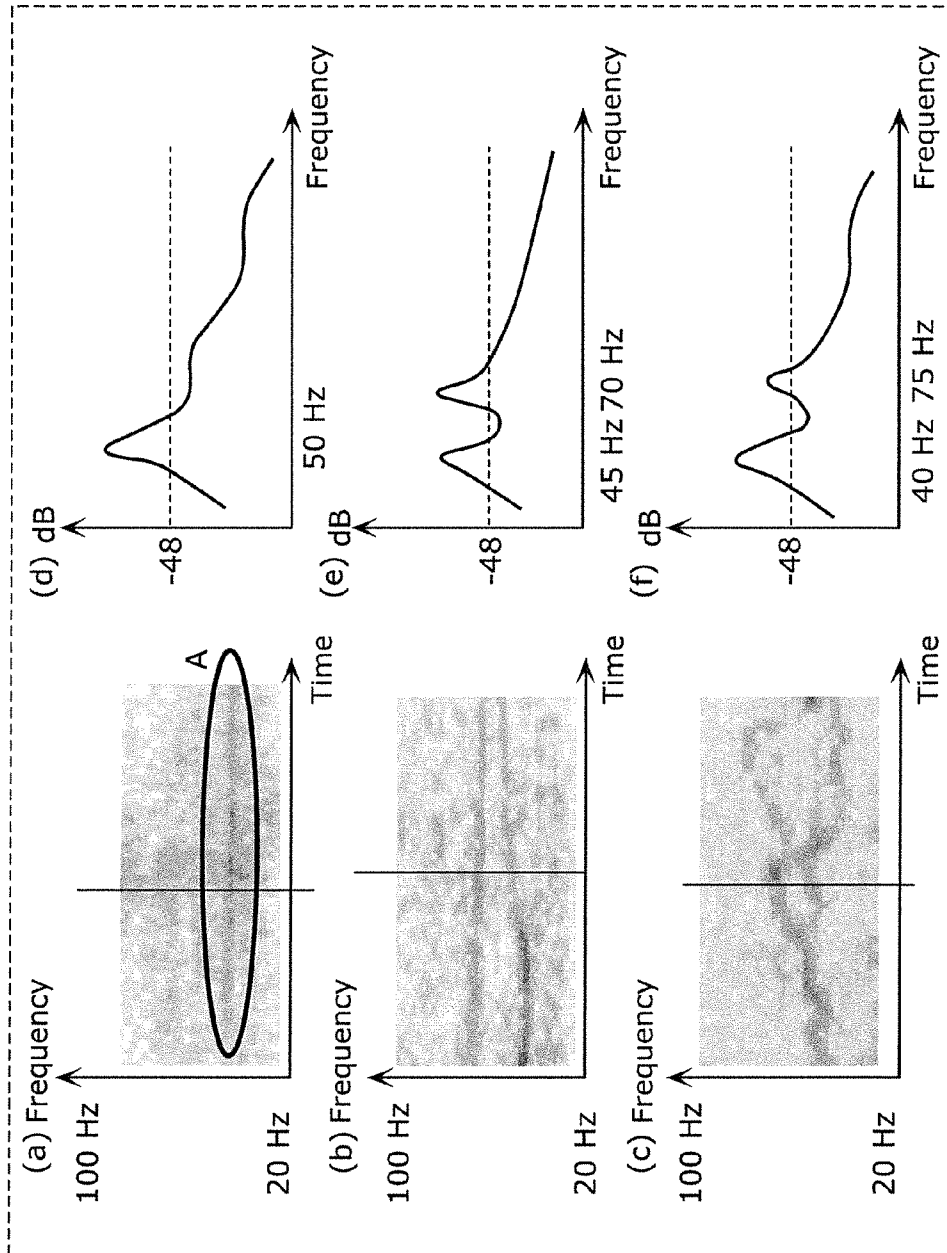 (a) Frequency
100 Hz
20 Hz
A
Time
(d) dB
-48
50 Hz
Frequency
(b) Frequency
100 Hz
20 Hz
Time
(e) dB
-48
45 Hz 70 Hz
Frequency
(c) Frequency
100 Hz
20 Hz
Time
(f) dB
-48
40 Hz 75 Hz
Frequency